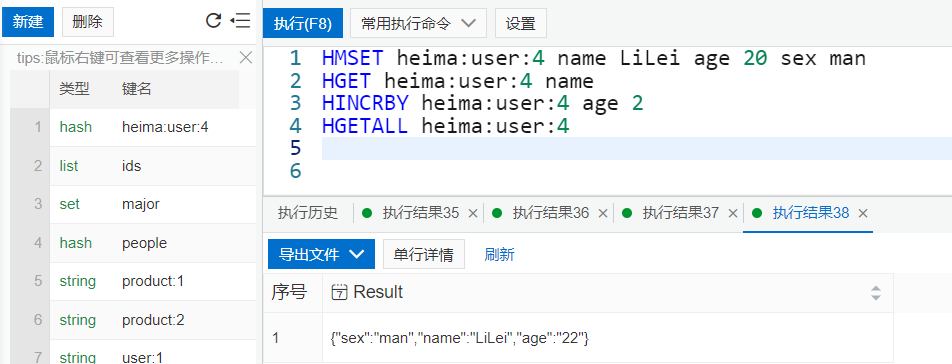 新建 删除
tips:鼠标右键可查看更多操作...
类型 键名
1 hash heima:user:4
2 list ids
3 set major
4 hash people
5 string product:1
6 string product:2
7 string user:1
执行(F8) 常用执行命令 设置
1 HMSET heima:user:4 name LiLei age 20 sex man
2 HGET heima:user:4 name
3 HINCRBY heima:user:4 age 2
4 HGETALL heima:user:4
5
6
执行历史 执行结果35 × 执行结果36 × 执行结果37 × 执行结果38 ×
导出文件 单行详情 刷新
序号 Result
1 {"sex":"man","name":"LiLei","age":"22"}